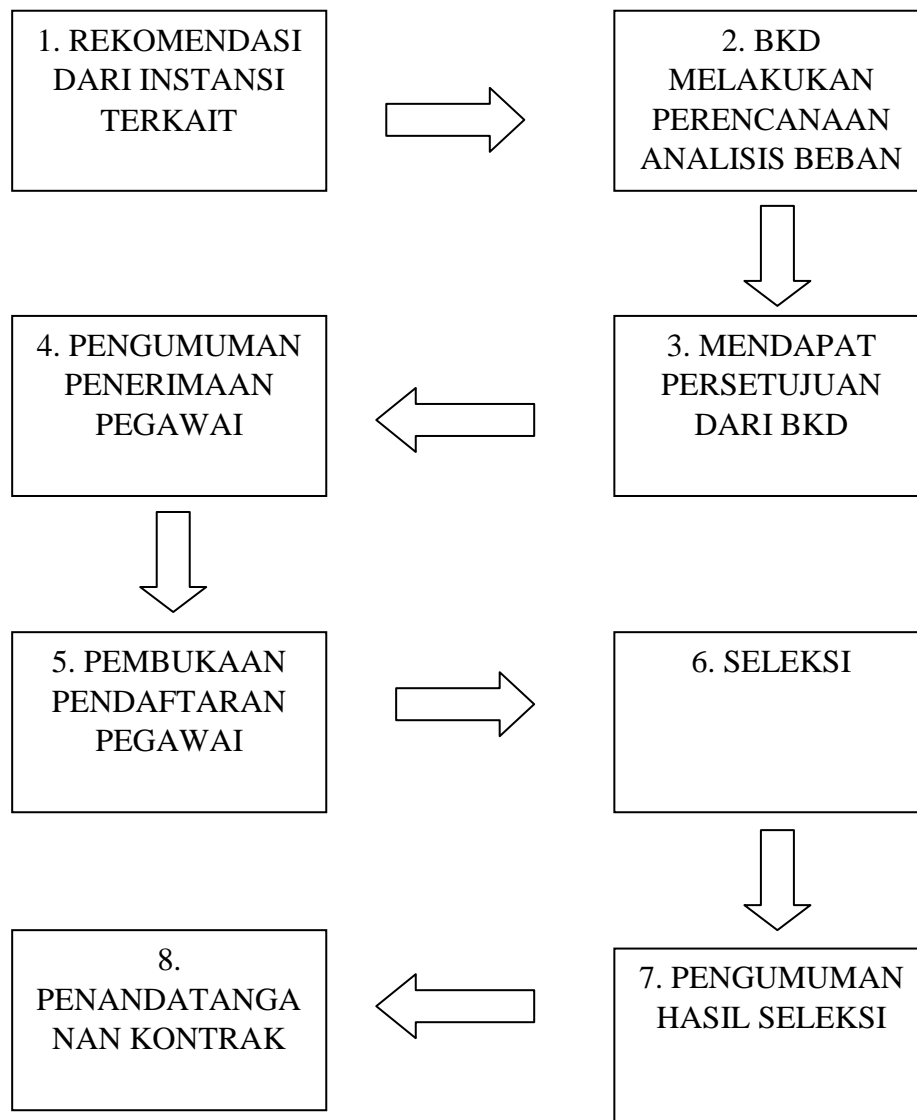 1. REKOMENDASI
DARI INSTANSI
TERKAIT
2. BKD
MELAKUKAN
PERENCANAAN
ANALISIS BEBAN
3. MENDAPAT
PERSETUJUAN
DARI BKD
4. PENGUMUMAN
PENERIMAAN
PEGAWAI
5. PEMBUKAAN
PENDAFTARAN
PEGAWAI
6. SELEKSI
7. PENGUMUMAN
HASIL SELEKSI
8.
PENANDATANGA
NAN KONTRAK